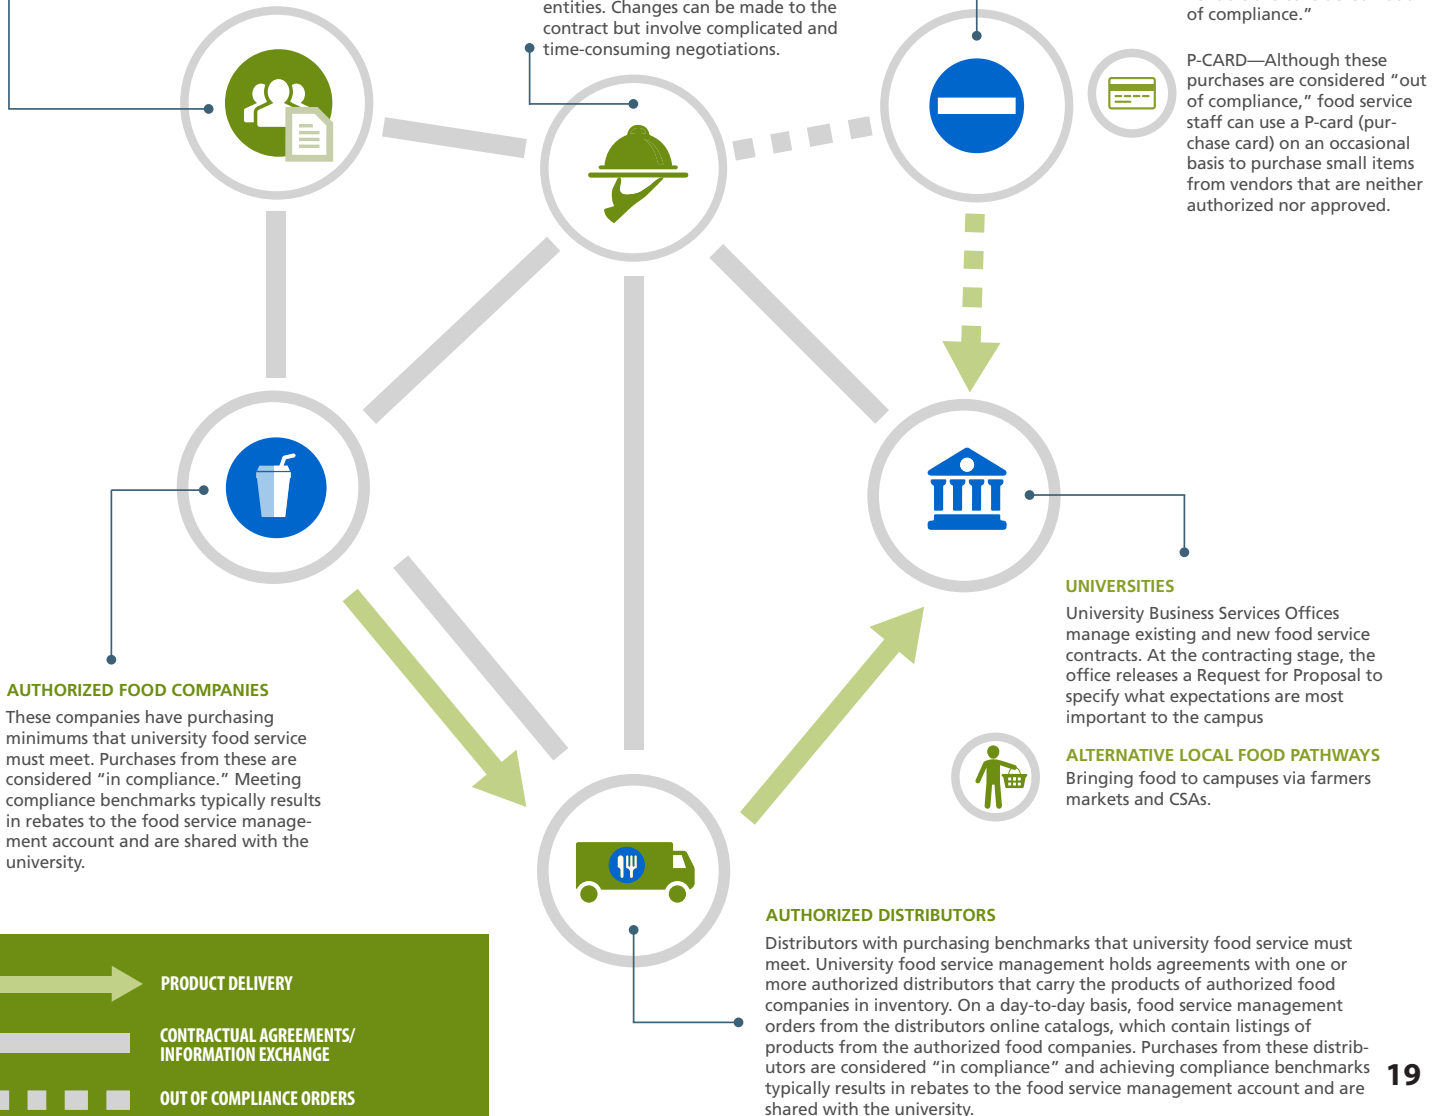 entities. Changes can be made to the
contract but involve complicated and
time-consuming negotiations.
of compliance.”
P-CARD—Although these
purchases are considered “out
of compliance,” food service
staff can use a P-card (pur-
chase card) on an occasional
basis to purchase small items
from vendors that are neither
authorized nor approved.
UNIVERSITIES
University Business Services Offices
manage existing and new food service
contracts. At the contracting stage, the
office releases a Request for Proposal to
specify what expectations are most
important to the campus
ALTERNATIVE LOCAL FOOD PATHWAYS
Bringing food to campuses via farmers
markets and CSAs.
AUTHORIZED FOOD COMPANIES
These companies have purchasing
minimums that university food service
must meet. Purchases from these are
considered “in compliance.” Meeting
compliance benchmarks typically results
in rebates to the food service manage-
ment account and are shared with the
university.
AUTHORIZED DISTRIBUTORS
Distributors with purchasing benchmarks that university food service must
meet. University food service management holds agreements with one or
more authorized distributors that carry the products of authorized food
companies in inventory. On a day-to-day basis, food service management
orders from the distributors online catalogs, which contain listings of
products from the authorized food companies. Purchases from these distrib-
utors are considered “in compliance” and achieving compliance benchmarks
typically results in rebates to the food service management account and are
shared with the university.
PRODUCT DELIVERY
CONTRACTUAL AGREEMENTS/
INFORMATION EXCHANGE
OUT OF COMPLIANCE ORDERS
19